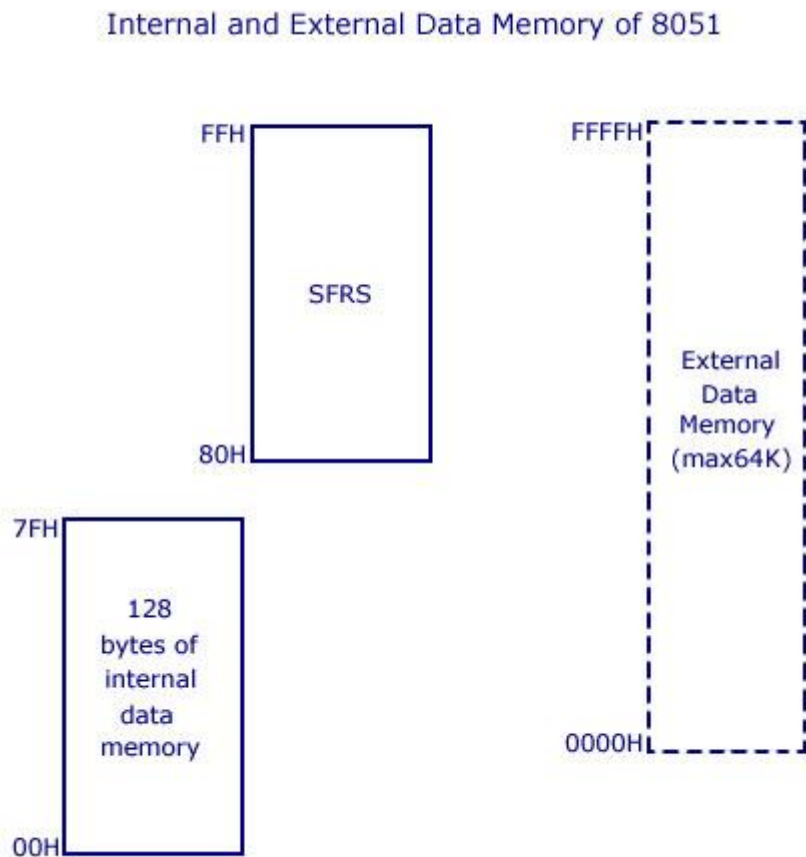 Internal and External Data Memory of 8051
FFH
SFRS
80H
7FH
128
bytes of
internal
data
memory
00H
FFFFH
External
Data
Memory
(max64K)
0000H